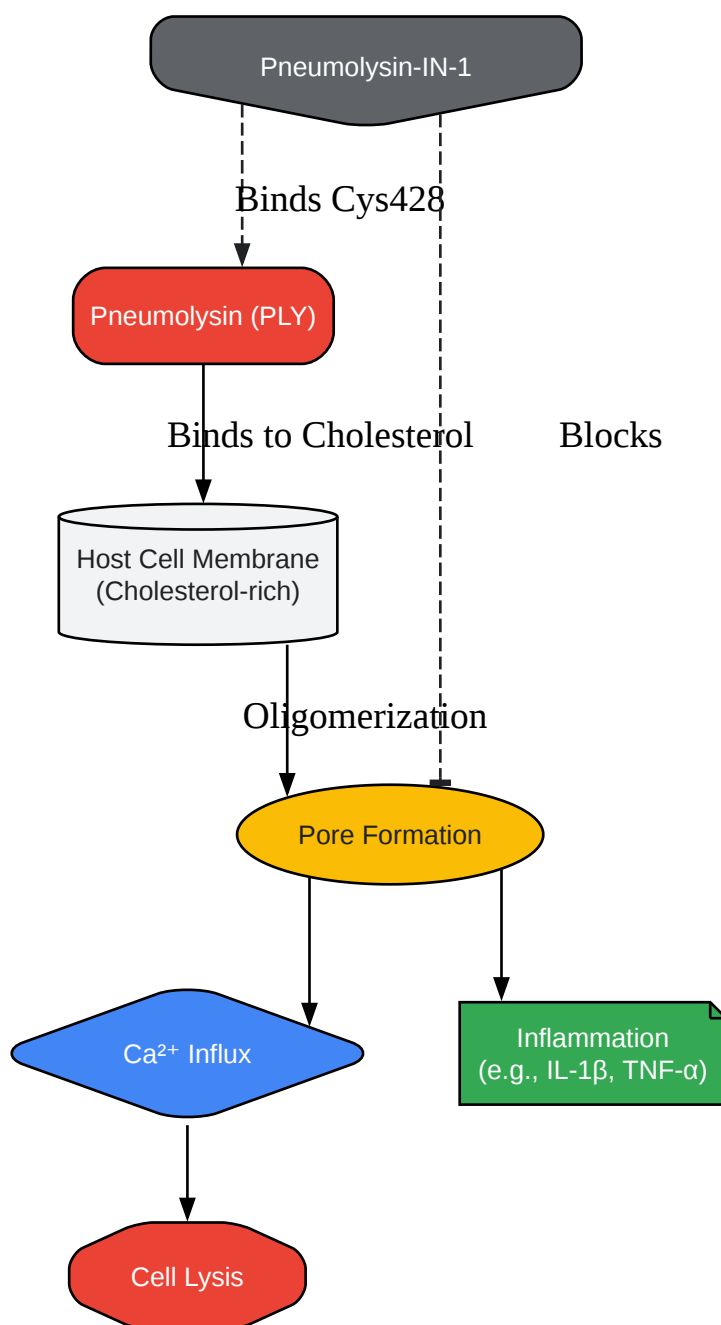 Pneumolysin-IN-1
Binds Cys428
Pneumolysin (PLY)
Binds to Cholesterol
Blocks
Host Cell Membrane
(Cholesterol-rich)
Oligomerization
Pore Formation
Ca²⁺ Influx
Inflammation
(e.g., IL-1β, TNF-α)
Cell Lysis